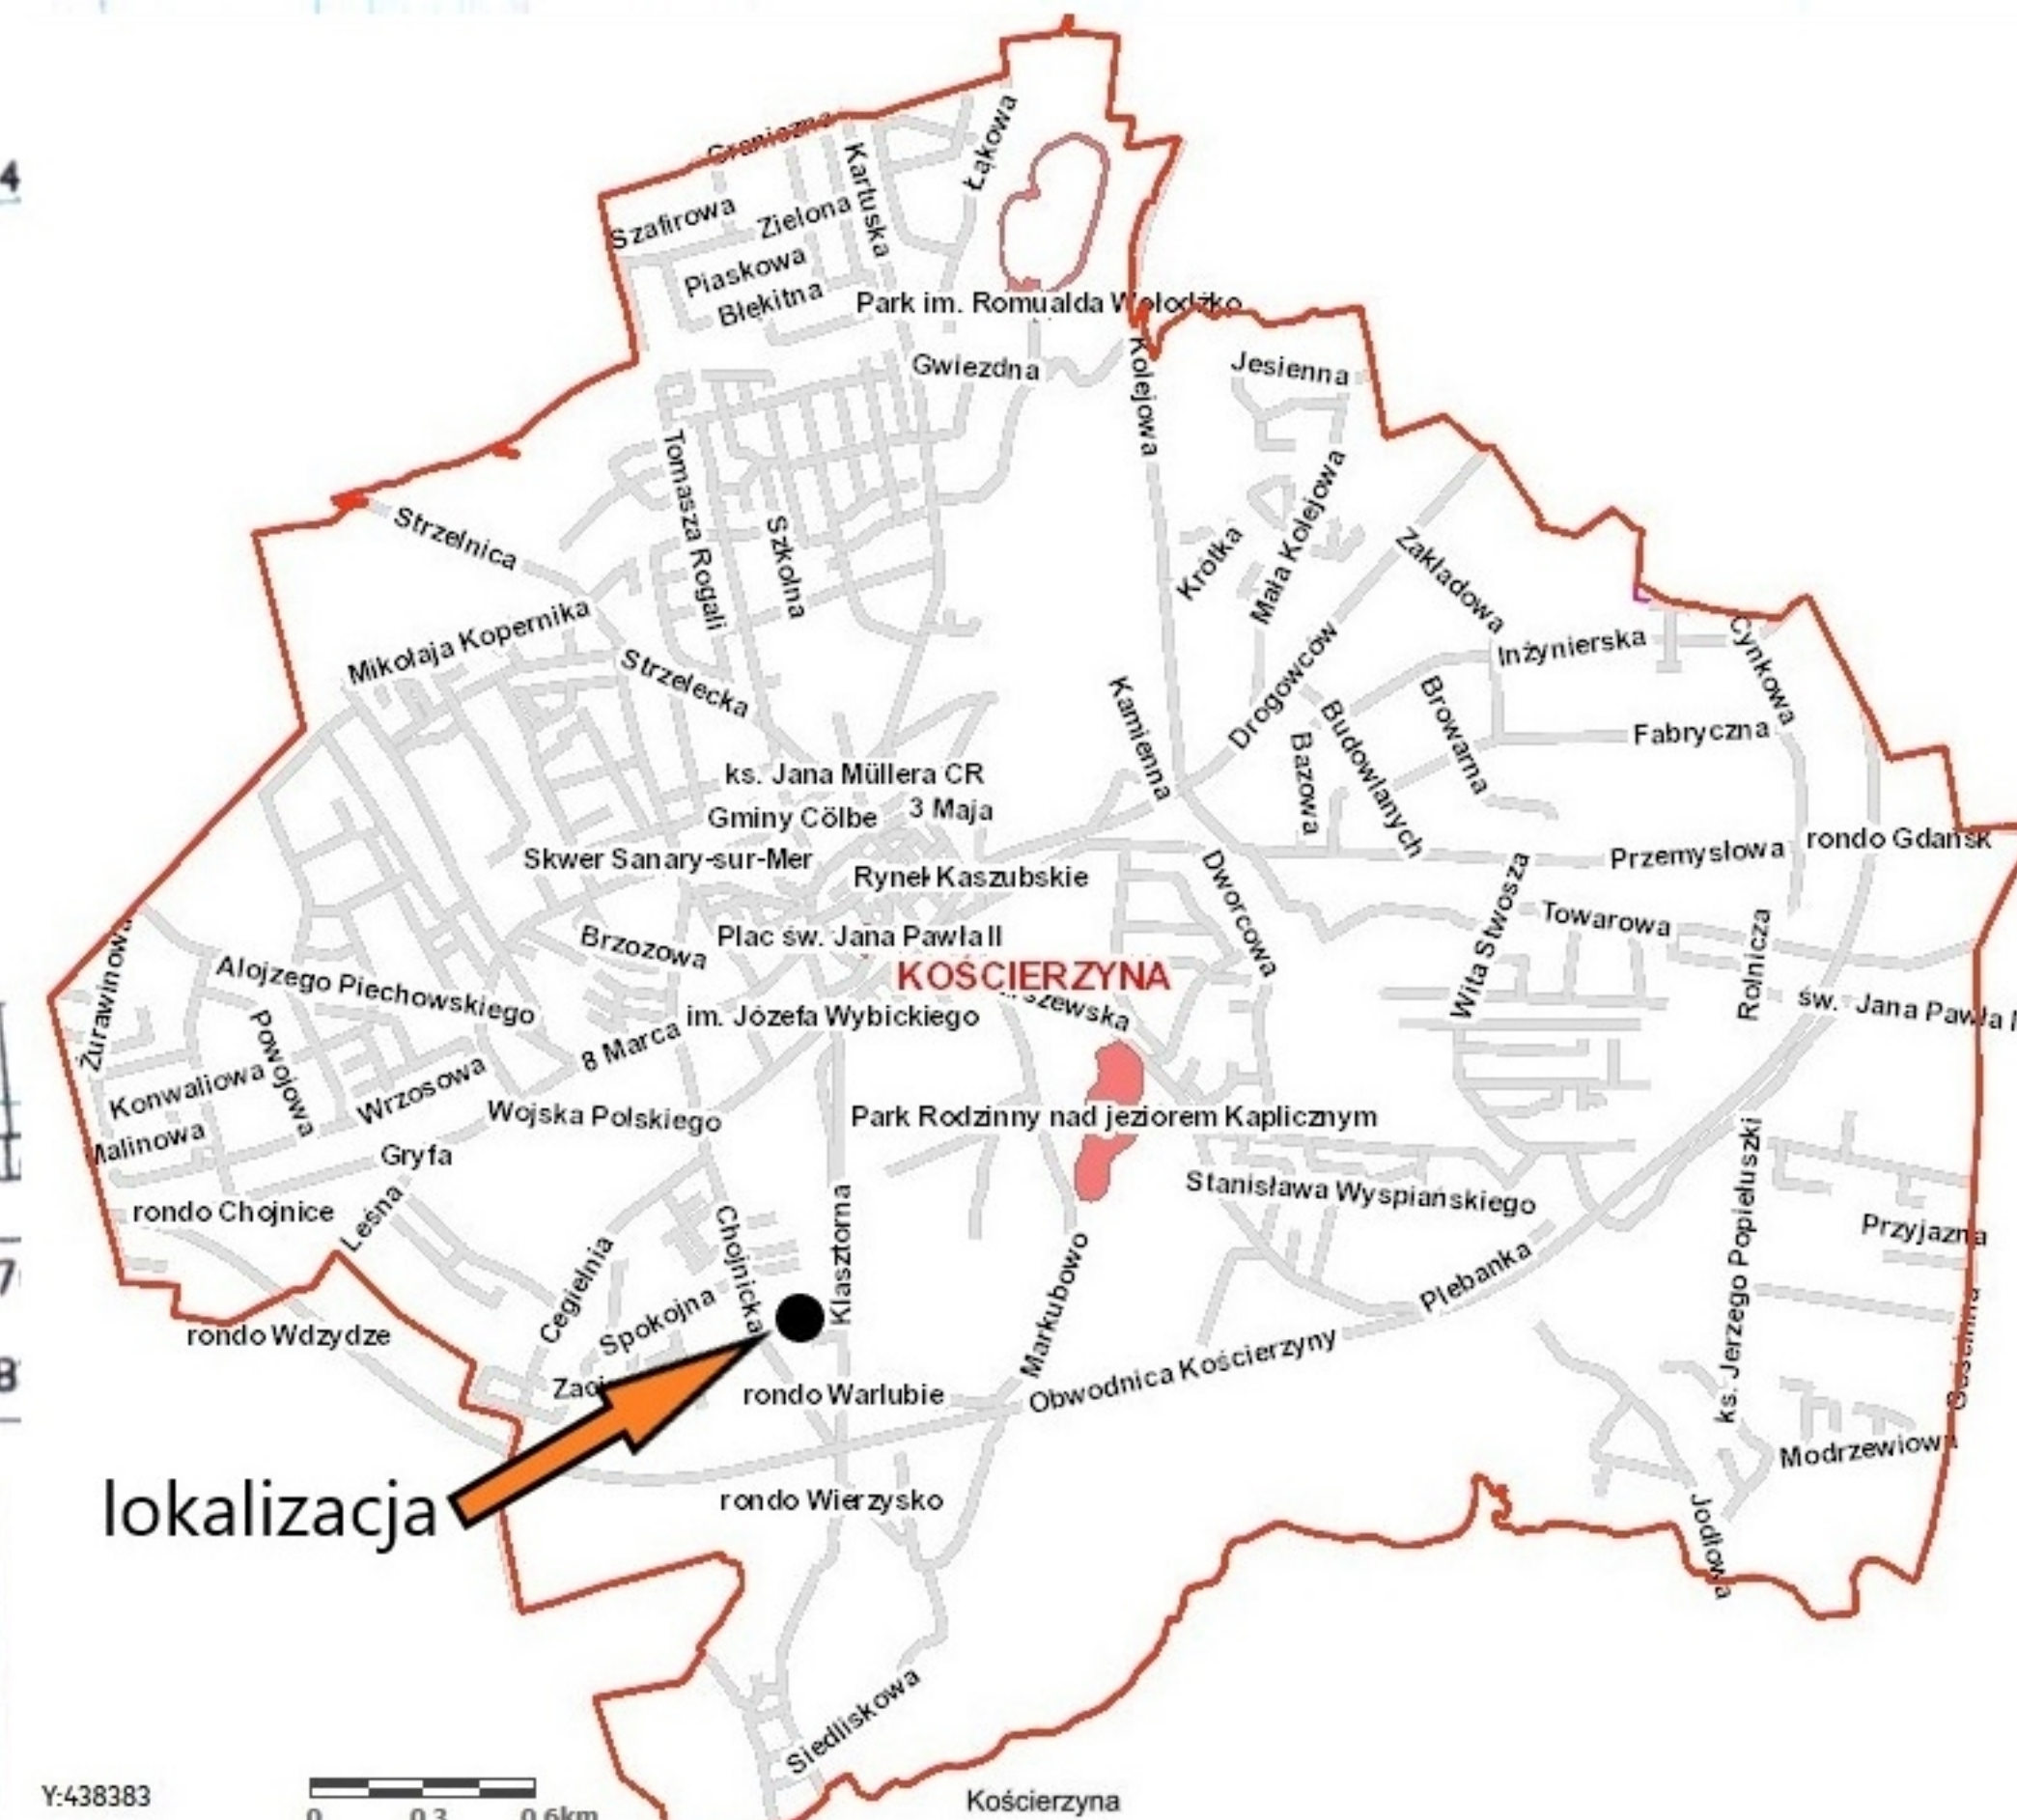 4
Graniczna
Kartuska
Łąkowa
Szafirowa
Zielona
Piaskowa
Błękitna
Park im. Romualda Wołodźko
Gwiezdna
Kolejowa
Jesienna
Tomasza Rogali
Szkolna
Strzelnica
Krótka
Mała Kolejowa
Zakładowa
Mikołaja Kopernika
Strzelecka
Inżynierska
Cynkowa
Kamienna
Drogowców
Budowlanych
Bazowa
Browarna
Fabryczna
ks. Jana Müllera CR
Gminy Cölbe
3 Maja
Skwer Sanary-sur-Mer
Rynek
Kaszubskie
Dworcowa
Przemysłowa
rondo Gdańsk
Towarowa
Wita Stwosza
Rolnicza
Brzozowa
Plac św. Jana Pawła II
KOŚCIERZYNA
Żurawinowa
Alojzego Piechowskiego
szewska
św. Jana Pawła I
Powojowa
8 Marca
im. Józefa Wybickiego
Konwaliowa
Wrzosowa
Wojska Polskiego
Park Rodzinny nad jeziorem Kaplicznym
Malinowa
Gryfa
Stanisława Wyspiańskiego
ks. Jerzego Popiełuszki
rondo Chojnice
Leśna
Chojnicka
Klasztorna
Przyjazna
7
Cegielnia
Spokojna
Markubowo
Plebanka
rondo Wdzydze
8
rondo Warlubie
Obwodnica Kościerzyny
Modrzewiowa
lokalizacja
rondo Wierzysko
Jodłowa
Siedliskowa
Y:438383
0 0.3 0.6km
Kościerzyna